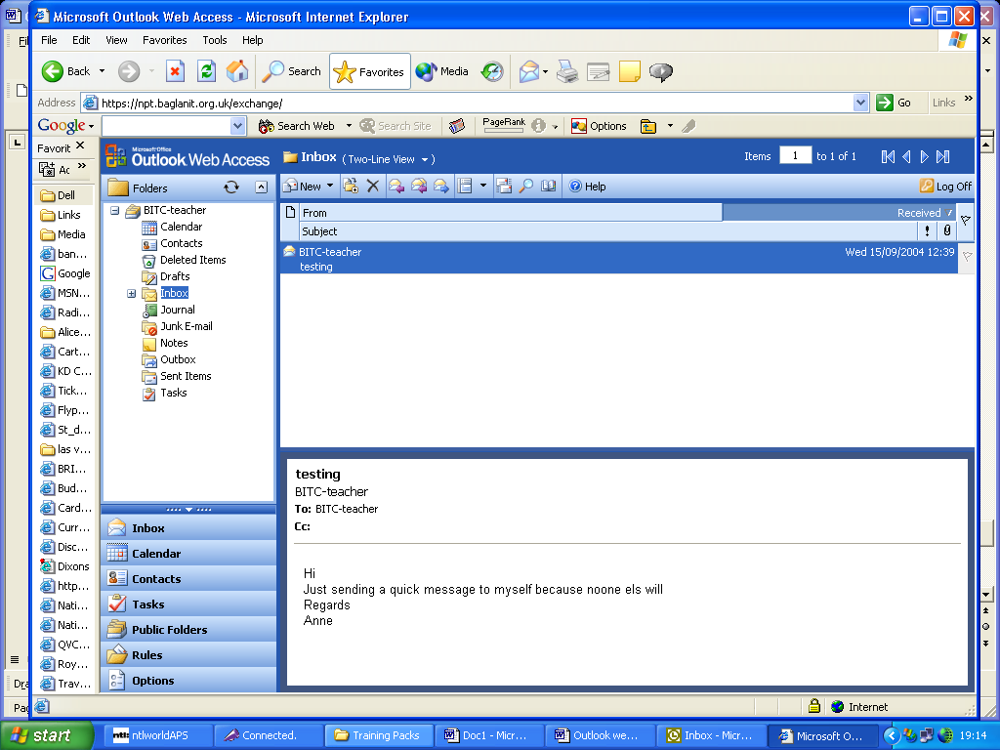 Microsoft Outlook Web Access - Microsoft Internet Explorer
File Edit View Favorites Tools Help
Back Search Favorites Media
Address https://npt.baglanit.org.uk/exchange/ Go Links »
Google Search Web Search Site PageRank Options
Favorit
Microsoft Office
Outlook Web Access
Inbox (Two-Line View)
Items 1 to 1 of 1
Folders
New Help Log Off
From Received
Subject
BITC-teacher Wed 15/09/2004 12:39
testing
BITC-teacher
Calendar
Contacts
Deleted Items
Drafts
Inbox
Journal
Junk E-mail
Notes
Outbox
Sent Items
Tasks
Inbox
Calendar
Contacts
Tasks
Public Folders
Rules
Options
Dell
Links
Media
ban...
Google
MSN...
Radi...
Alice...
Cart...
KD C...
Tick...
Flyp...
St_d...
las v...
BRI...
Bud...
Card...
Curr...
Disc...
Dixons
http...
Nati...
Nati...
QVC...
Roy...
Trav...
testing
BITC-teacher
To: BITC-teacher
Cc:
Hi
Just sending a quick message to myself because noone els will
Regards
Anne
Internet
start ntl: ntlworldAPS Connected. Training Packs Doc1 - Micr... Outlook we... Inbox - Micr... Microsoft O... 19:14